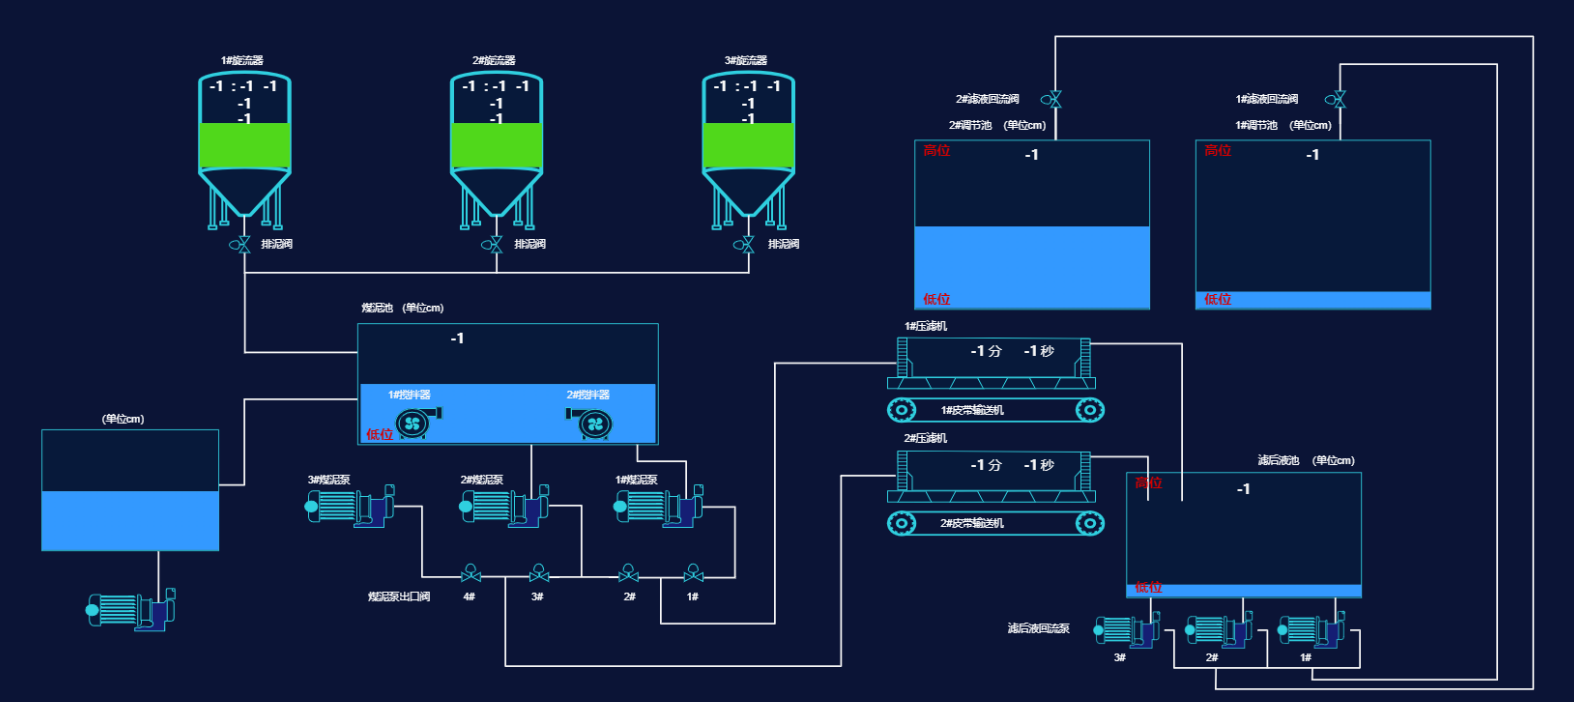 1#旋流器
-1 :-1 -1
-1
-1
2#旋流器
-1 :-1 -1
-1
-1
3#旋流器
-1 :-1 -1
-1
-1
排泥阀
排泥阀
排泥阀
2#滤液回流阀
2#调节池 (单位cm)
高位
-1
低位
1#滤液回流阀
1#调节池 (单位cm)
高位
-1
低位
煤泥池 (单位cm)
-1
1#搅拌器
2#搅拌器
低位
(单位cm)
1#压滤机
-1 分 -1 秒
1#皮带输送机
2#压滤机
-1 分 -1 秒
2#皮带输送机
3#煤泥泵
2#煤泥泵
1#煤泥泵
煤泥泵出口阀
4#
3#
2#
1#
滤后液池 (单位cm)
高位
-1
低位
滤后液回流泵
3#
2#
1#